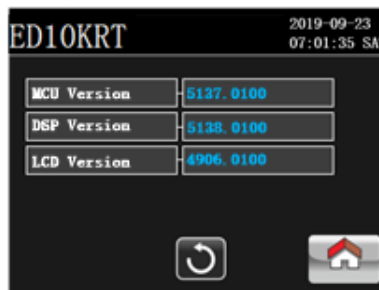 ED10KRT
2019-09-23
07:01:35 SA
MCU Version 5137.0100
DSP Version 5138.0100
LCD Version 4906.0100